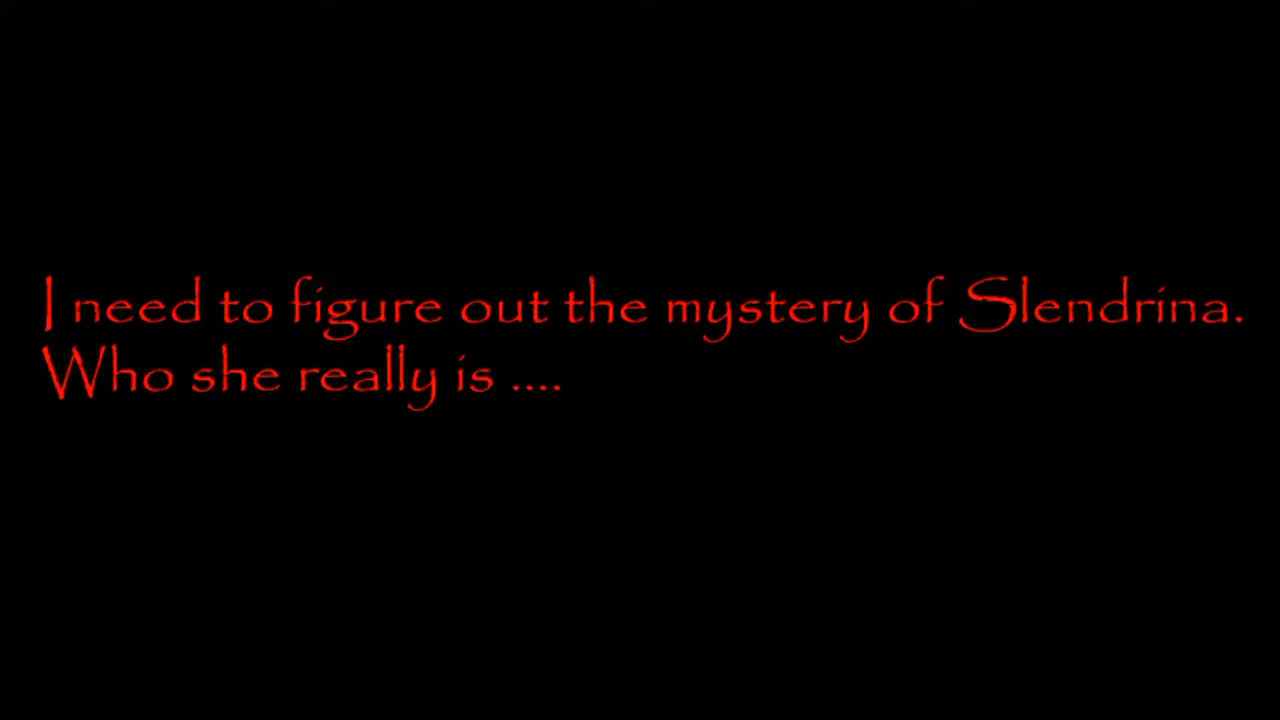 I need to figure out the mystery of Slendrina.
Who she really is ....